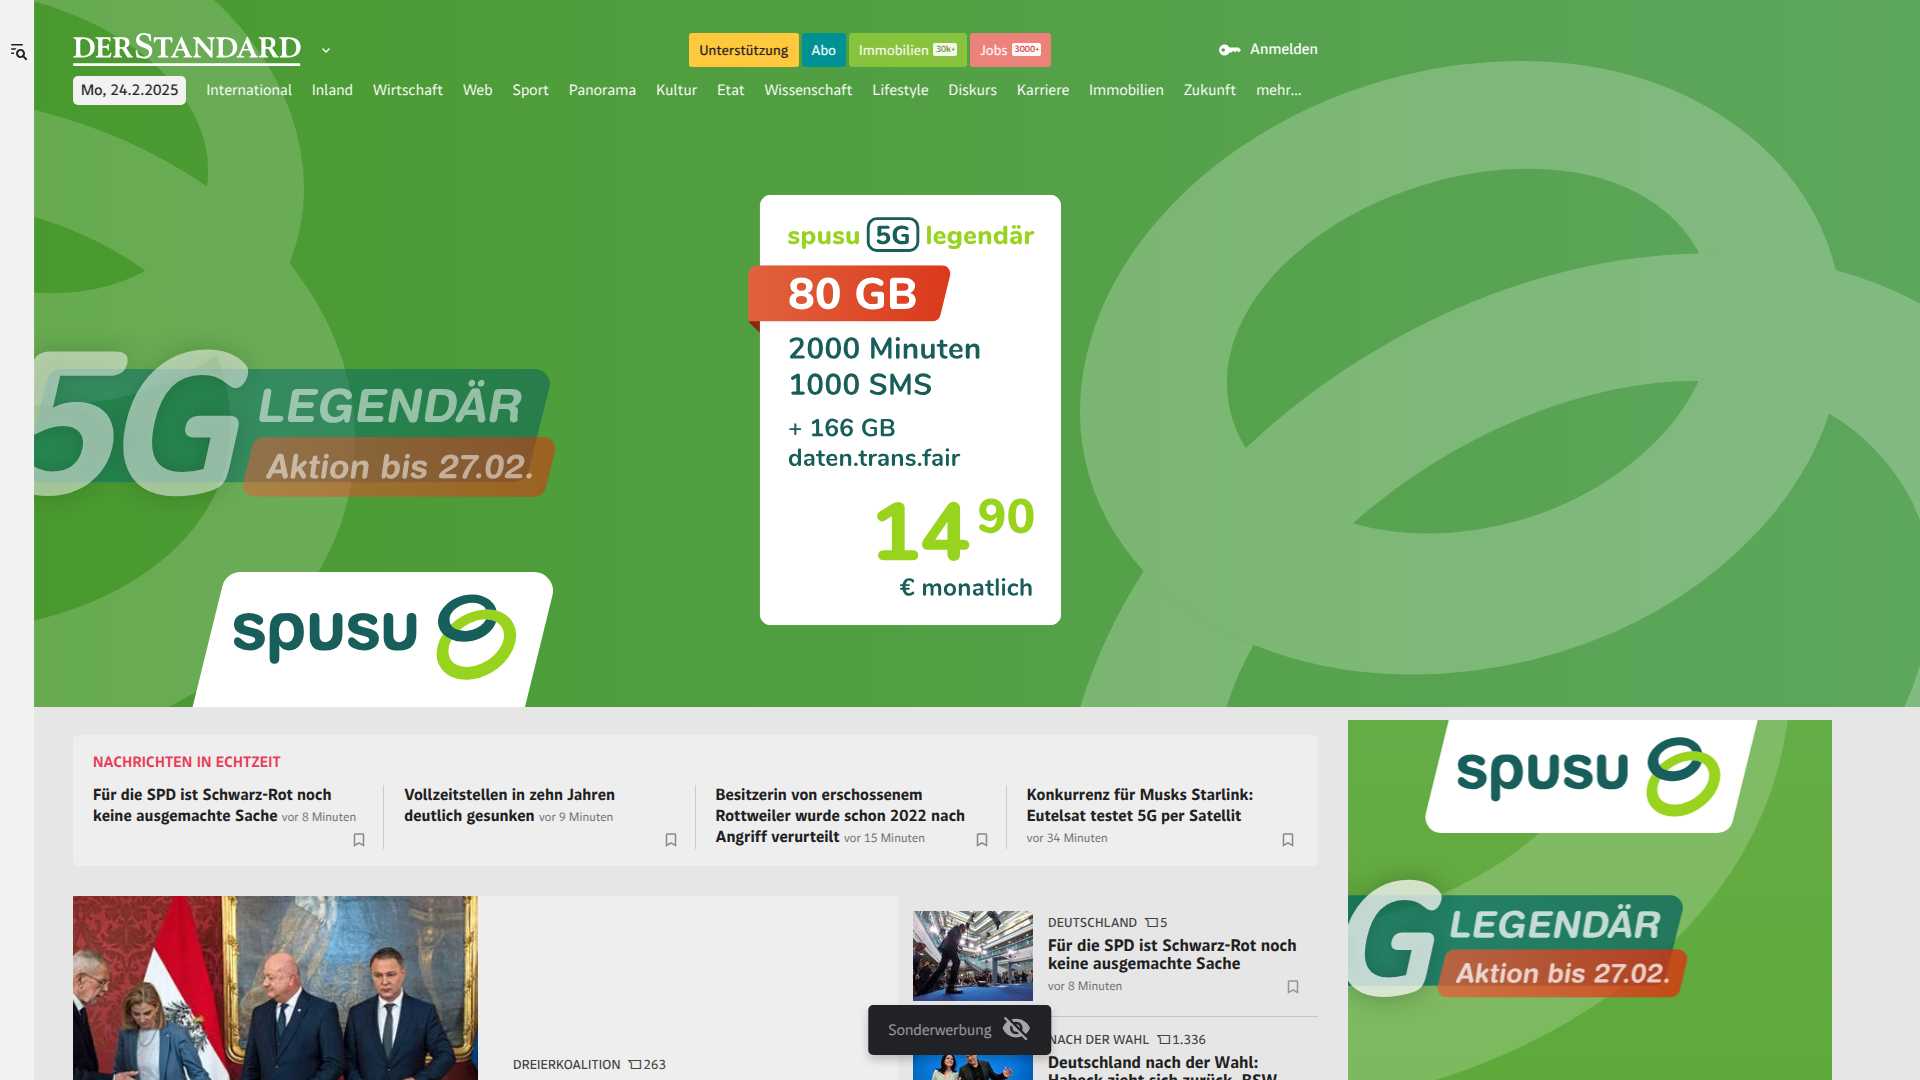 DERSTANDARD
Unterstützung
Abo
Immobilien 30k+
Jobs 3000+
Anmelden
Mo, 24.2.2025
International
Inland
Wirtschaft
Web
Sport
Panorama
Kultur
Etat
Wissenschaft
Lifestyle
Diskurs
Karriere
Immobilien
Zukunft
mehr...
5G LEGENDÄR
Aktion bis 27.02.
spusu
spusu 5G legendär
80 GB
2000 Minuten
1000 SMS
+ 166 GB
daten.trans.fair
14 90
€ monatlich
NACHRICHTEN IN ECHTZEIT
Für die SPD ist Schwarz-Rot noch
keine ausgemachte Sache vor 8 Minuten
Vollzeitstellen in zehn Jahren
deutlich gesunken vor 9 Minuten
Besitzerin von erschossenem
Rottweiler wurde schon 2022 nach
Angriff verurteilt vor 15 Minuten
Konkurrenz für Musks Starlink:
Eutelsat testet 5G per Satellit
vor 34 Minuten
DREIERKOALITION 263
DEUTSCHLAND 5
Für die SPD ist Schwarz-Rot noch
keine ausgemachte Sache
vor 8 Minuten
NACH DER WAHL 1.336
Deutschland nach der Wahl:
Habeck zieht sich zurück, BSW
Sonderwerbung
spusu
G LEGENDÄR
Aktion bis 27.02.